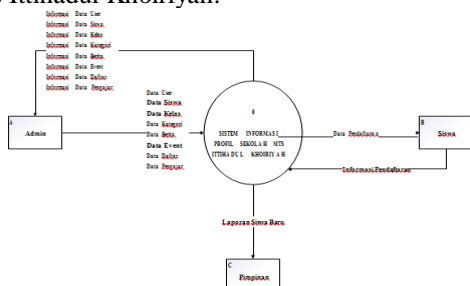 Ittihadur Khoiriyah.
Informasi Data User
Informasi Data Siswa
Informasi Data Kelas
Informasi Data Kategori
Informasi Data Berita
Informasi Data Event
Informasi Data Daftar
Informasi Data Pengajar
A
Admin
Data User
Data Siswa
Data Kelas
Data Kategori
Data Berita
Data Event
Data Daftar
Data Pengajar
0
SISTEM INFORMASI
PROFIL SEKOLAH MTS
ITTIHADUL KHOIRIYAH
Data Pendaftaran
B
Siswa
Informasi Pendaftaran
Laporan Siswa Baru
C
Pimpinan